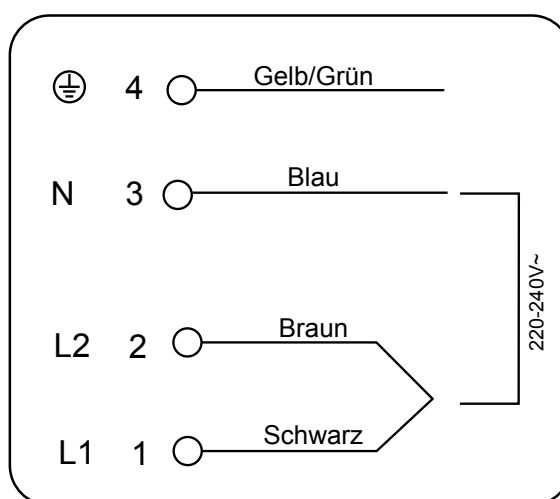 4 Gelb/Grün
N 3 Blau
220-240V~
L2 2 Braun
L1 1 Schwarz